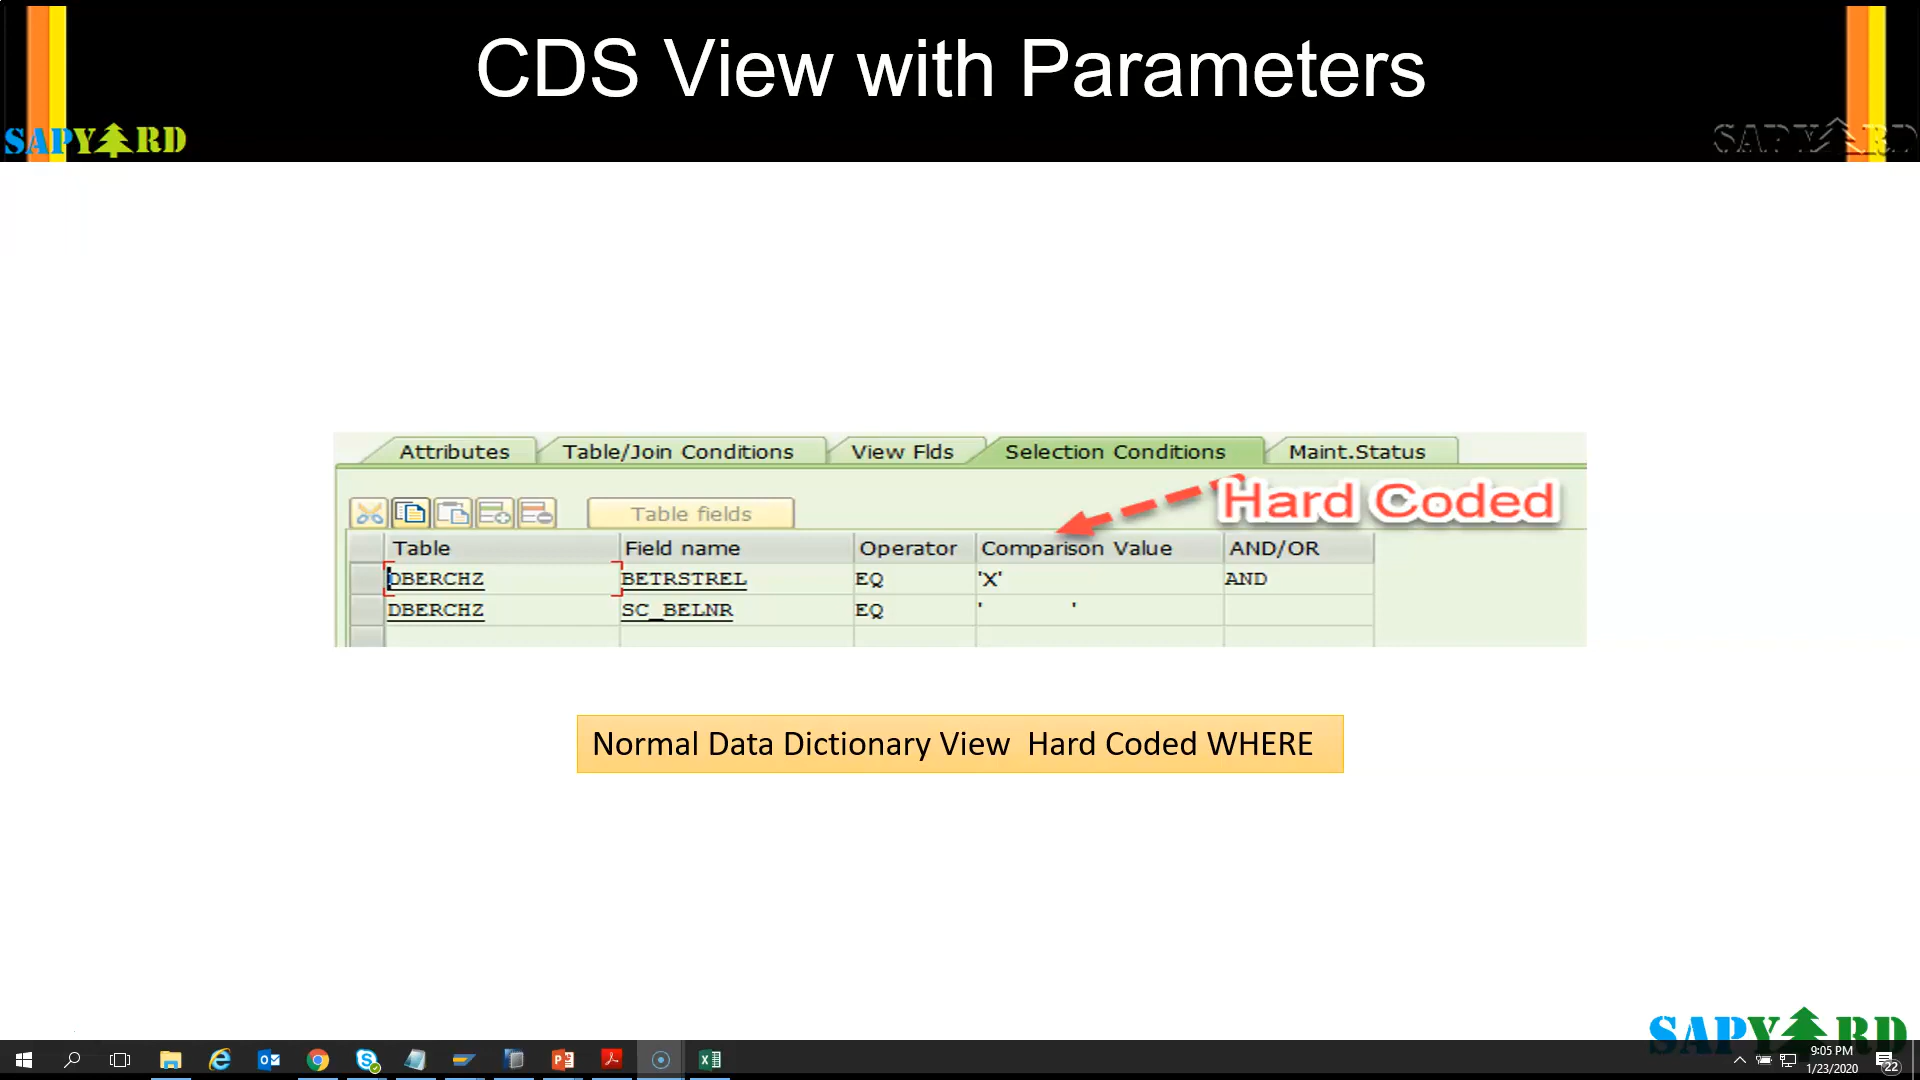 CDS View with Parameters
SAPYARD
SAPYARD
Attributes Table/Join Conditions View Flds Selection Conditions Maint.Status
Table fields
Hard Coded
Table Field name Operator Comparison Value AND/OR
DBERCHZ BETRSTREL EQ 'X' AND
DBERCHZ SC_BELNR EQ ' '
Normal Data Dictionary View Hard Coded WHERE
SAPYARD
9:05 PM
1/23/2020
22